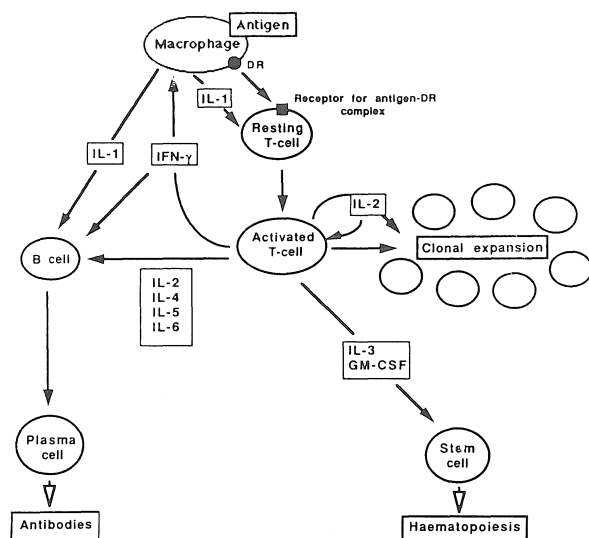 Antigen
Macrophage
DR
IL-1
Receptor for antigen-DR
complex
Resting
T-cell
IL-1
IFN-γ
IL-2
Activated
T-cell
Clonal expansion
B cell
IL-2
IL-4
IL-5
IL-6
IL-3
GM-CSF
Plasma
cell
Stem
cell
Antibodies
Haematopoiesis